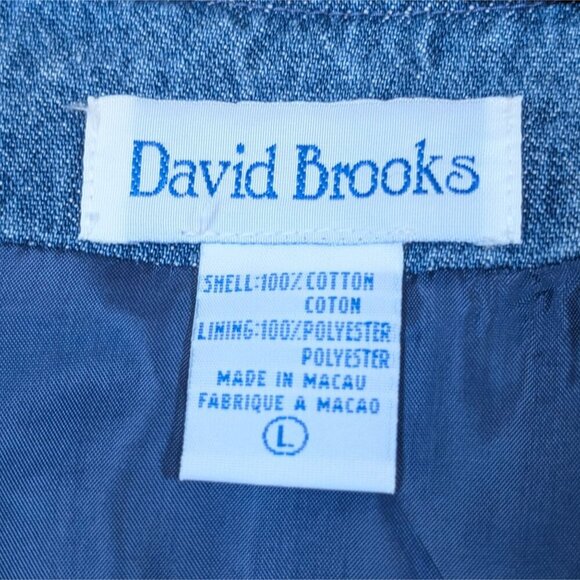 David Brooks
SHELL:100% COTTON
COTON
LINING:100%POLYESTER
POLYESTER
MADE IN MACAU
FABRIQUE A MACAO
L